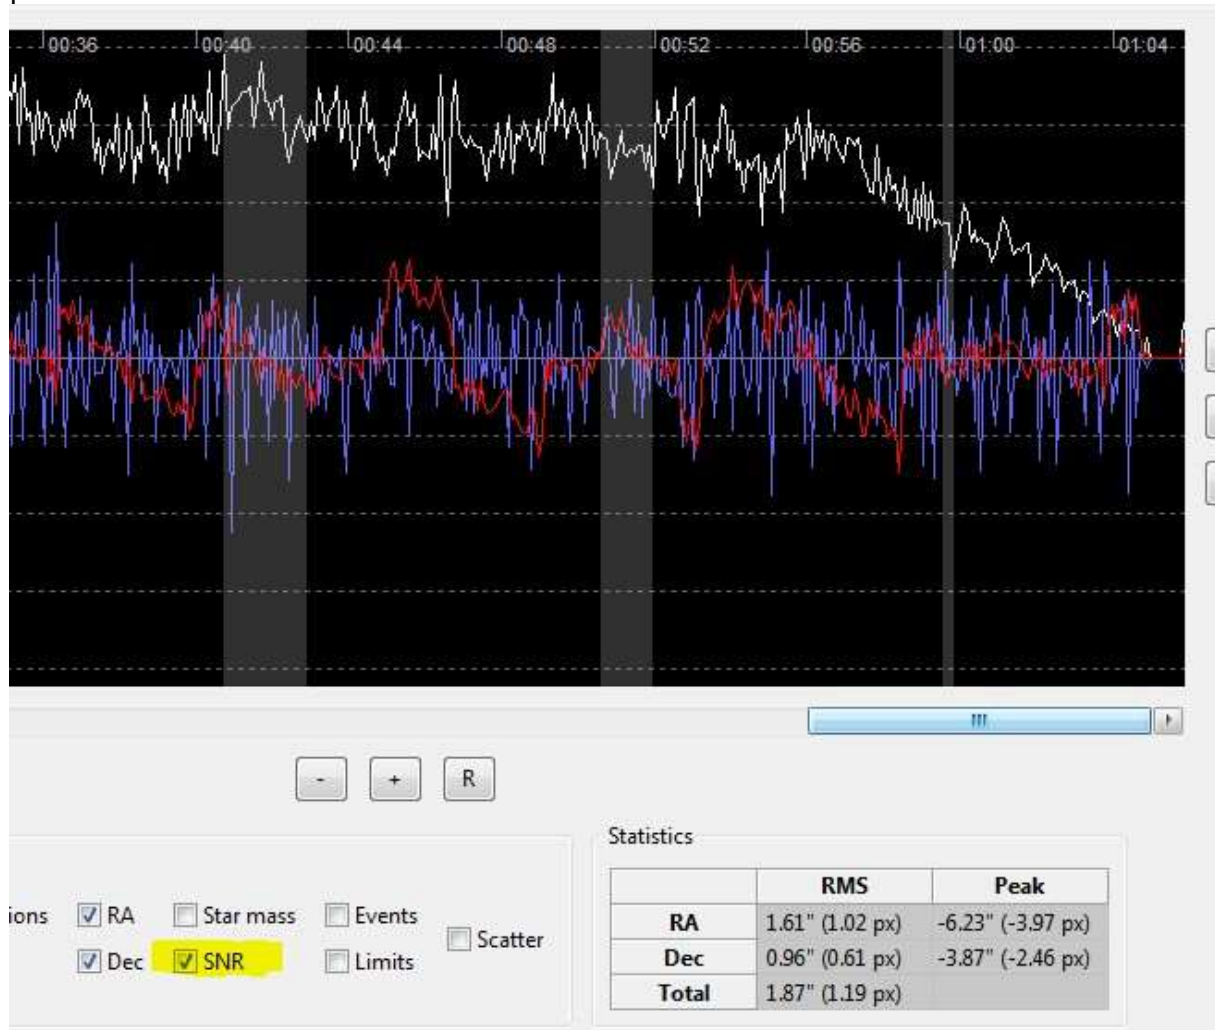 00:36 00:40 00:44 00:48 00:52 00:56 01:00 01:04
- + R
Statistics
RMS Peak
ions RA Star mass Events
Scatter
Dec SNR Limits
RA 1.61" (1.02 px) -6.23" (-3.97 px)
Dec 0.96" (0.61 px) -3.87" (-2.46 px)
Total 1.87" (1.19 px)